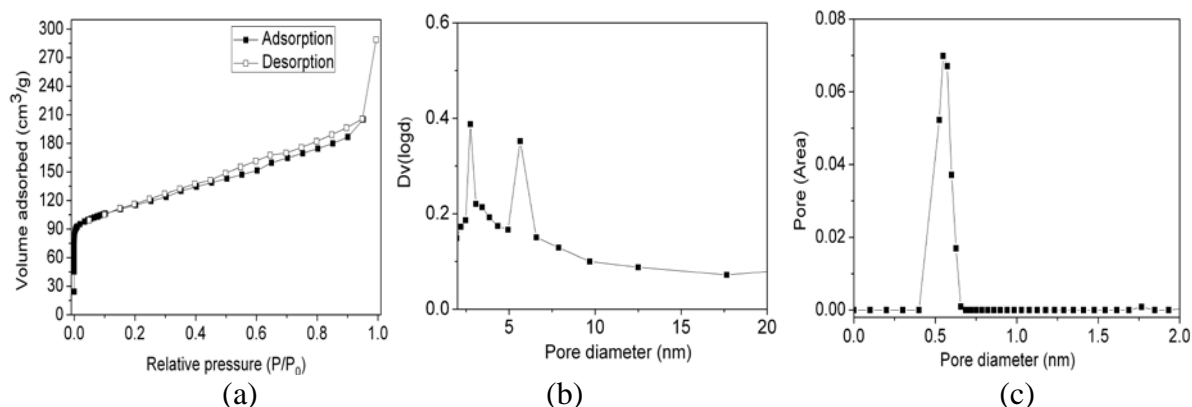 300
270
240
210
180
150
120
90
60
30
0
Volume adsorbed (cm³/g)
Adsorption
Desorption
0.0 0.2 0.4 0.6 0.8 1.0
Relative pressure (P/P₀)
(a)
0.6
0.4
0.2
0.0
Dv(logd)
5 10 15 20
Pore diameter (nm)
(b)
0.08
0.06
0.04
0.02
0.00
Pore (Area)
0.0 0.5 1.0 1.5 2.0
Pore diameter (nm)
(c)